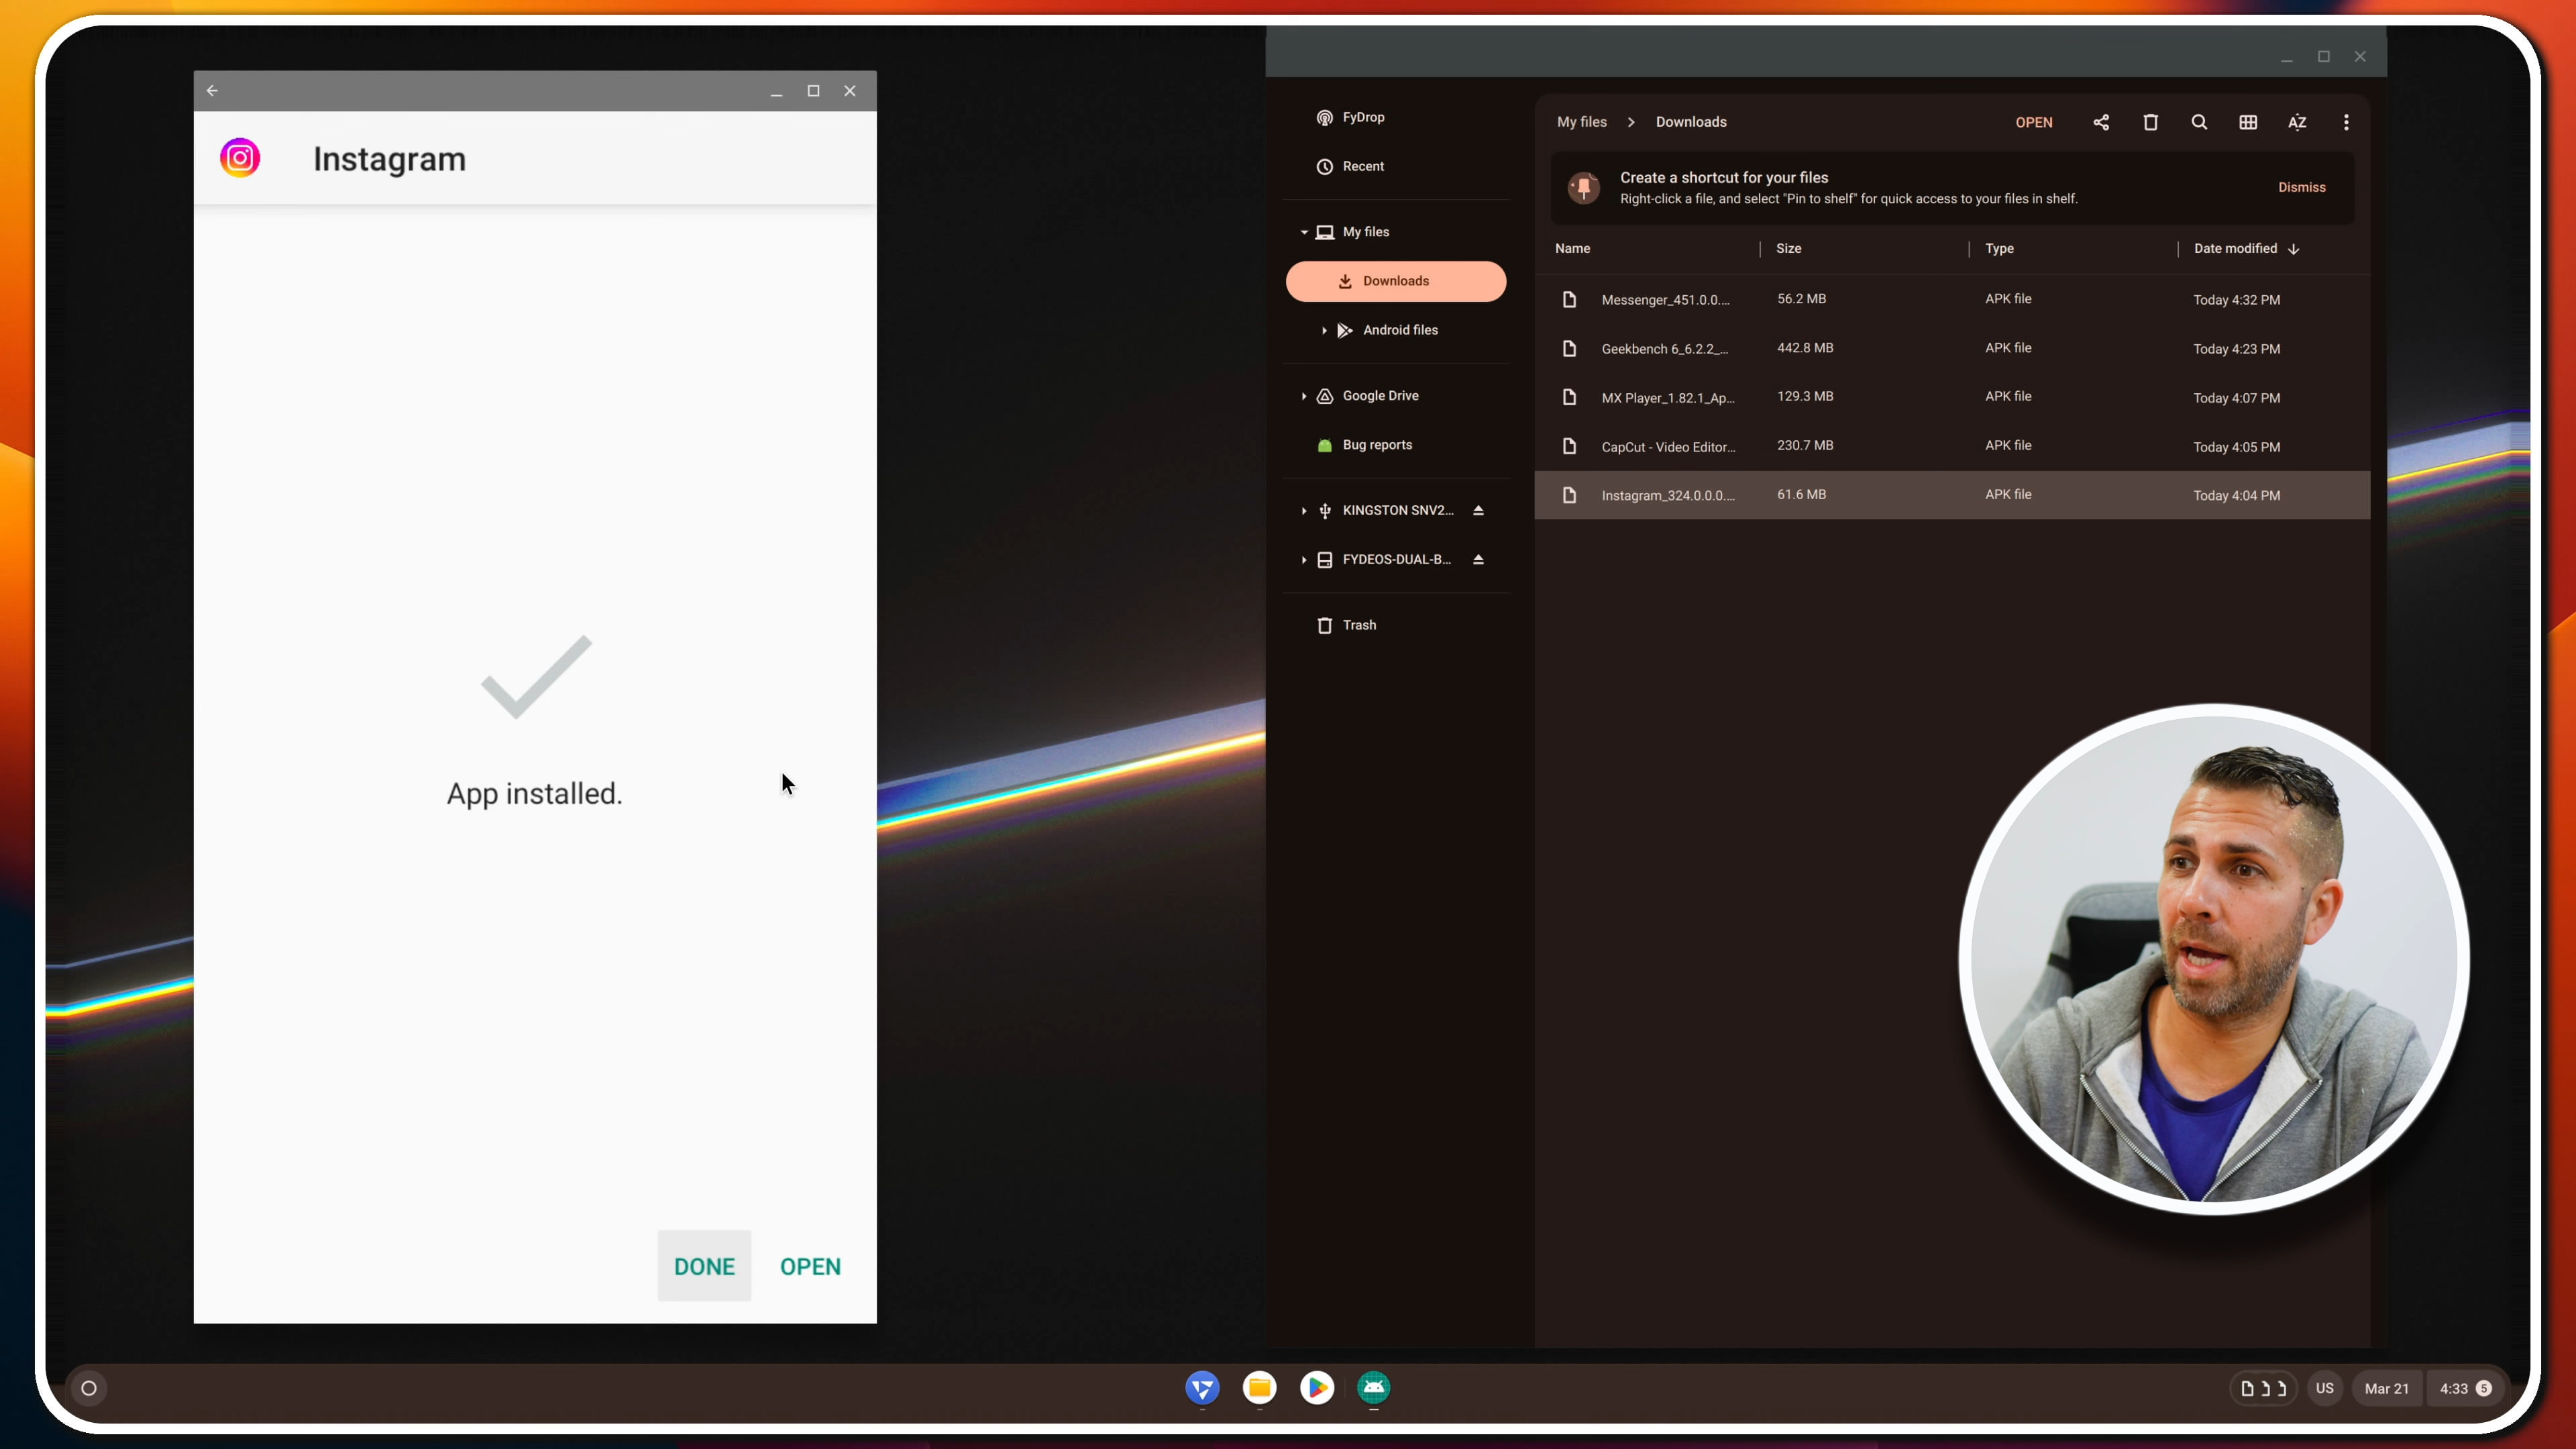 Instagram
App installed.
DONE OPEN
FyDrop
Recent
My files
Downloads
Android files
Google Drive
Bug reports
KINGSTON SNV2...
FYDEOS-DUAL-B...
Trash
My files Downloads OPEN AZ
Create a shortcut for your files
Right-click a file, and select "Pin to shelf" for quick access to your files in shelf.
Dismiss
Name Size Type Date modified
Messenger_451.0.0.... 56.2 MB APK file Today 4:32 PM
Geekbench 6_6.2.2_... 442.8 MB APK file Today 4:23 PM
MX Player_1.82.1_Ap... 129.3 MB APK file Today 4:07 PM
CapCut - Video Editor... 230.7 MB APK file Today 4:05 PM
Instagram_324.0.0.0.... 61.6 MB APK file Today 4:04 PM
US Mar 21 4:33 5